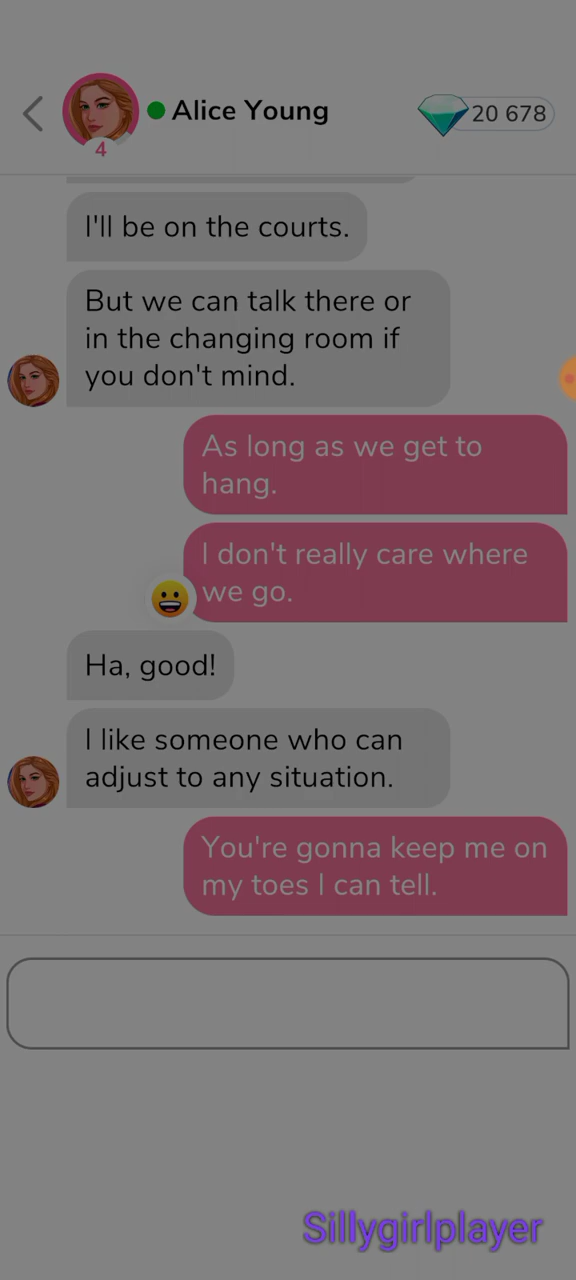 Alice Young
20 678
4
I'll be on the courts.
But we can talk there or
in the changing room if
you don't mind.
As long as we get to
hang.
I don't really care where
we go.
Ha, good!
I like someone who can
adjust to any situation.
You're gonna keep me on
my toes I can tell.
Sillygirlplayer